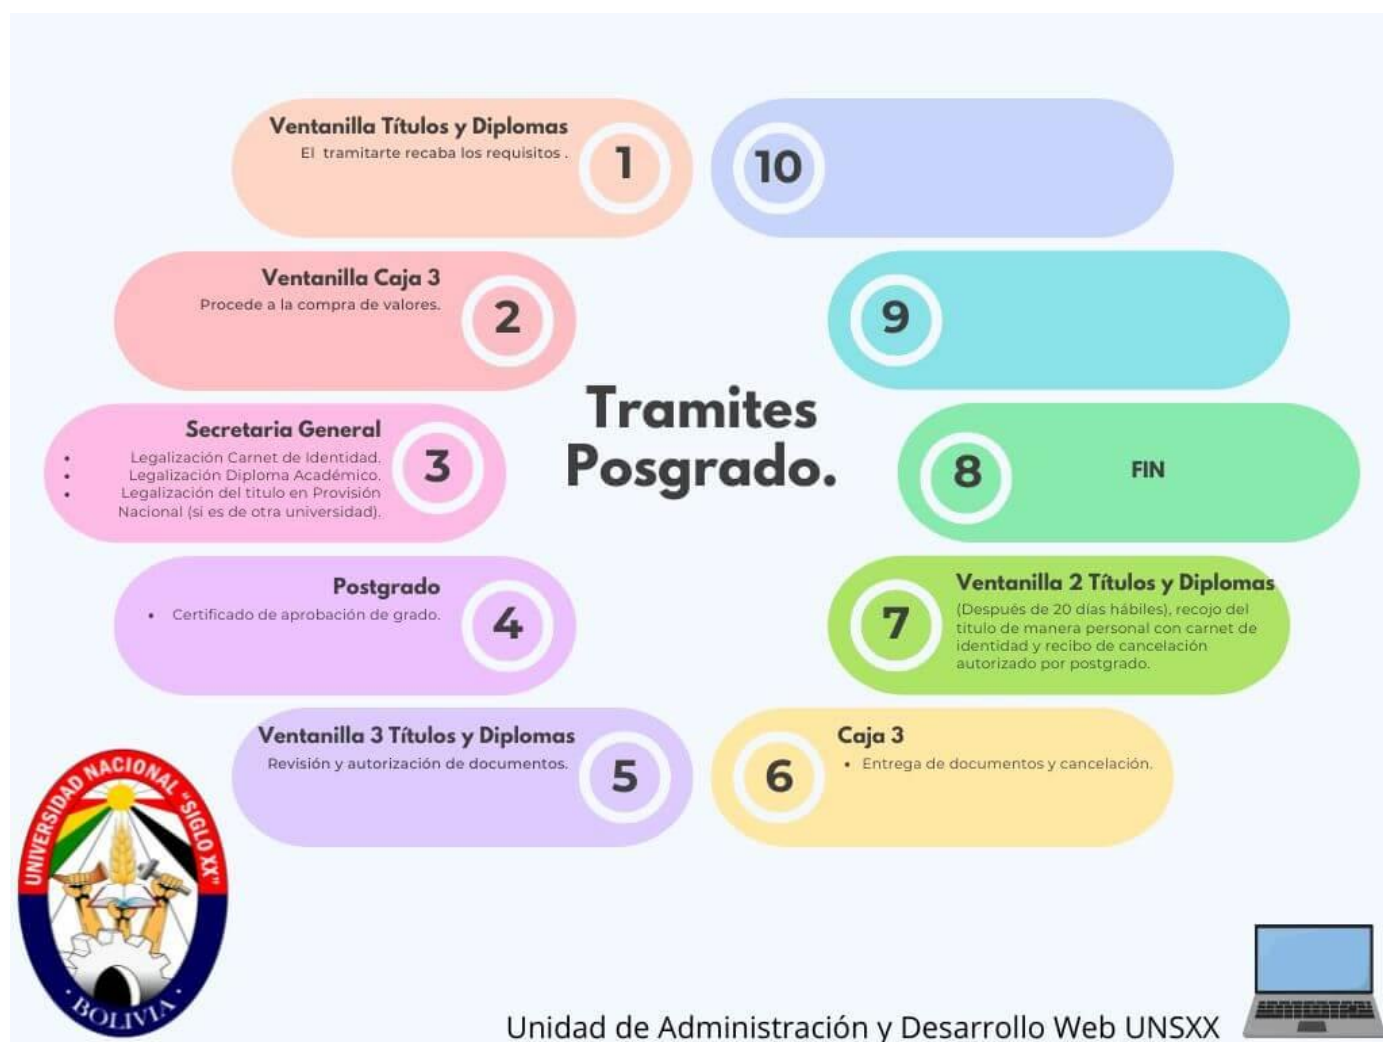 Ventanilla Títulos y Diplomas
El tramitarte recaba los requisitos .
1
Ventanilla Caja 3
Procede a la compra de valores.
2
Secretaria General
• Legalización Carnet de Identidad.
• Legalización Diploma Académico.
• Legalización del titulo en Provisión
Nacional (si es de otra universidad).
3
Postgrado
• Certificado de aprobación de grado.
4
Ventanilla 3 Títulos y Diplomas
Revisión y autorización de documentos.
5
Tramites
Posgrado.
Caja 3
• Entrega de documentos y cancelación.
6
Ventanilla 2 Títulos y Diplomas
(Después de 20 días hábiles), recojo del
titulo de manera personal con carnet de
identidad y recibo de cancelación
autorizado por postgrado.
7
8
FIN
9
10
UNIVERSIDAD NACIONAL "SIGLO XX"
· BOLIVIA ·
Unidad de Administración y Desarrollo Web UNSXX